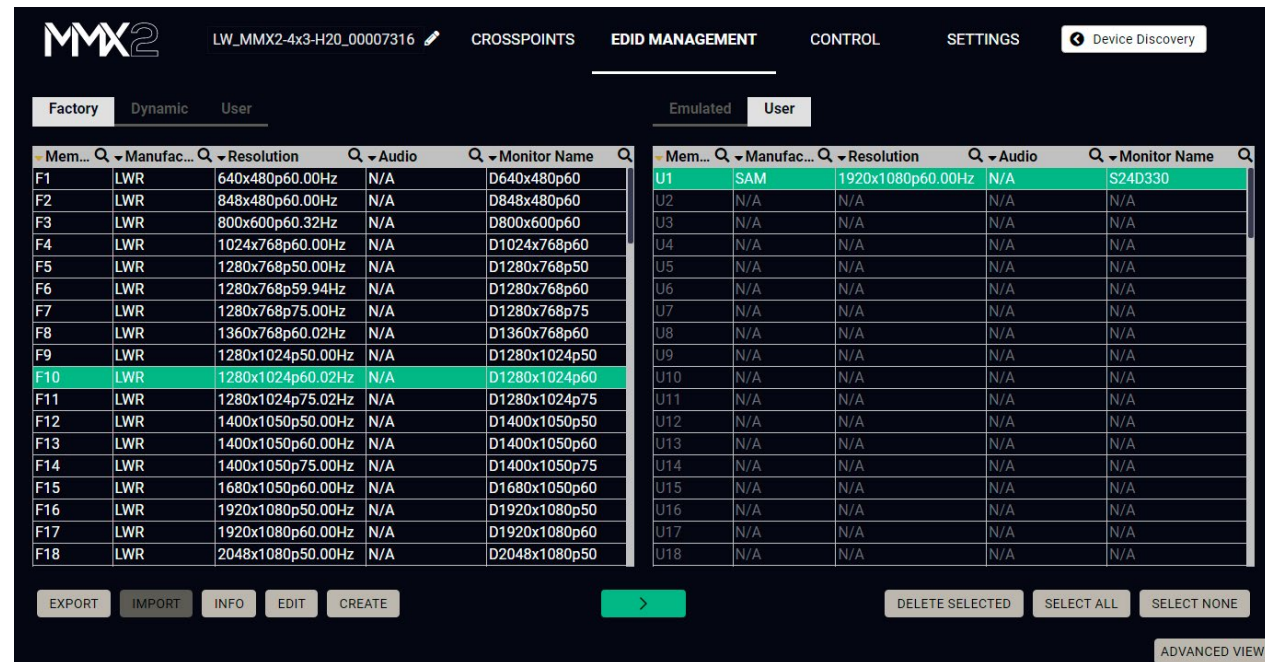 MMX2 LW_MMX2-4x3-H20_00007316 CROSSPOINTS EDID MANAGEMENT CONTROL SETTINGS Device Discovery
Factory Dynamic User Emulated User
Mem... Manufac... Resolution Audio Monitor Name Mem... Manufac... Resolution Audio Monitor Name
F1 LWR 640x480p60.00Hz N/A D640x480p60 U1 SAM 1920x1080p60.00Hz N/A S24D330
F2 LWR 848x480p60.00Hz N/A D848x480p60 U2 N/A N/A N/A N/A
F3 LWR 800x600p60.32Hz N/A D800x600p60 U3 N/A N/A N/A N/A
F4 LWR 1024x768p60.00Hz N/A D1024x768p60 U4 N/A N/A N/A N/A
F5 LWR 1280x768p50.00Hz N/A D1280x768p50 U5 N/A N/A N/A N/A
F6 LWR 1280x768p59.94Hz N/A D1280x768p60 U6 N/A N/A N/A N/A
F7 LWR 1280x768p75.00Hz N/A D1280x768p75 U7 N/A N/A N/A N/A
F8 LWR 1360x768p60.02Hz N/A D1360x768p60 U8 N/A N/A N/A N/A
F9 LWR 1280x1024p50.00Hz N/A D1280x1024p50 U9 N/A N/A N/A N/A
F10 LWR 1280x1024p60.02Hz N/A D1280x1024p60 U10 N/A N/A N/A N/A
F11 LWR 1280x1024p75.02Hz N/A D1280x1024p75 U11 N/A N/A N/A N/A
F12 LWR 1400x1050p50.00Hz N/A D1400x1050p50 U12 N/A N/A N/A N/A
F13 LWR 1400x1050p60.00Hz N/A D1400x1050p60 U13 N/A N/A N/A N/A
F14 LWR 1400x1050p75.00Hz N/A D1400x1050p75 U14 N/A N/A N/A N/A
F15 LWR 1680x1050p60.00Hz N/A D1680x1050p60 U15 N/A N/A N/A N/A
F16 LWR 1920x1080p50.00Hz N/A D1920x1080p50 U16 N/A N/A N/A N/A
F17 LWR 1920x1080p60.00Hz N/A D1920x1080p60 U17 N/A N/A N/A N/A
F18 LWR 2048x1080p50.00Hz N/A D2048x1080p50 U18 N/A N/A N/A N/A
EXPORT IMPORT INFO EDIT CREATE > DELETE SELECTED SELECT ALL SELECT NONE
ADVANCED VIEW